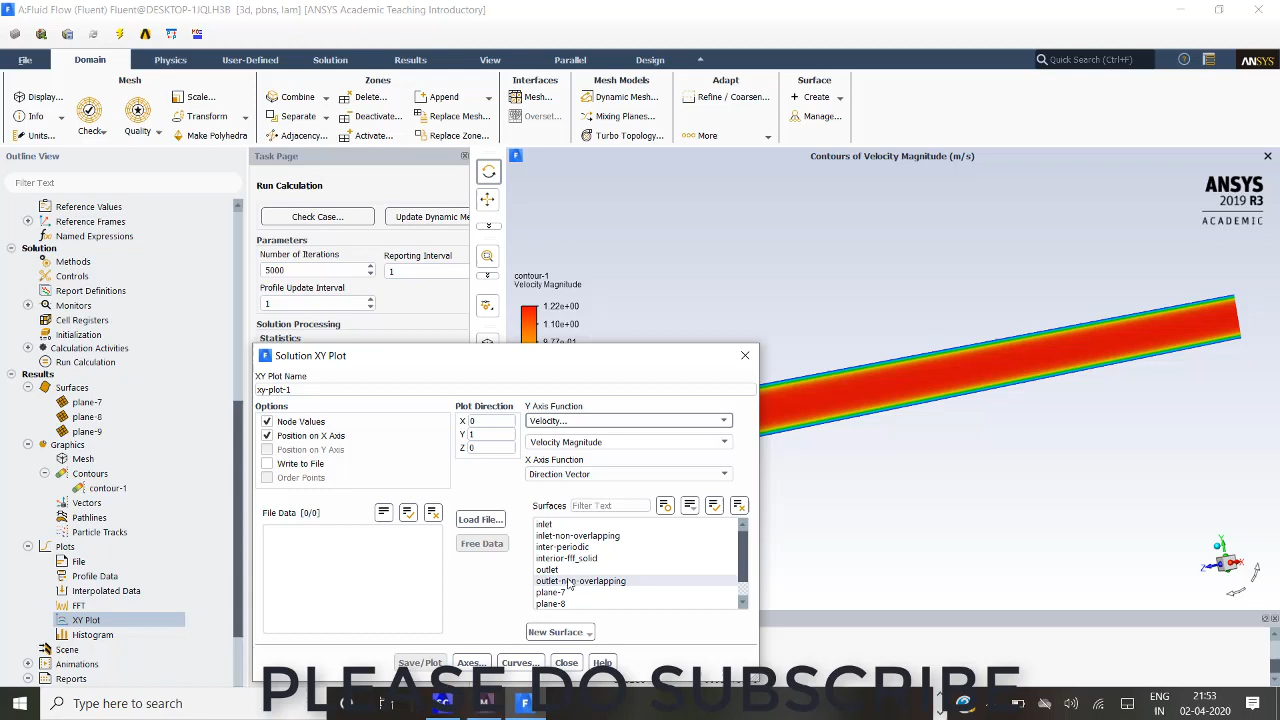 A:Fluid Flow (Fluent) Fluent@DESKTOP-1IQLH3B [3d, pbns, lam] [ANSYS Academic Teaching Introductory]
File Domain Physics User-Defined Solution Results View Parallel Design Quick Search (Ctrl+F) ANSYS
Mesh Zones Interfaces Mesh Models Adapt Surface
Display... Scale... Combine Delete... Append Mesh... Dynamic Mesh... Refine / Coarsen... Create
Info Transform Separate Deactivate... Replace Mesh... Overset... Mixing Planes... Manage...
Units... Check Quality Make Polyhedra Adjacency... Activate... Replace Zone... Turbo Topology... More
Outline View
Filter Text
Reference Values
Reference Frames
Named Expressions
Solution
Methods
Controls
Report Definitions
Monitors
Cell Registers
Initialization
Calculation Activities
Run Calculation
Results
Surfaces
plane-7
plane-8
plane-9
Graphics
Mesh
Contours
contour-1
Vectors
Pathlines
Particle Tracks
Plots
File
Profile Data
Interpolated Data
FFT
XY Plot
Histogram
Scene
Animations
Reports
Task Page
Run Calculation
Check Case... Update Dynamic Me
Parameters
Number of Iterations Reporting Interval
5000 1
Profile Update Interval
1
Solution Processing
Statistics
Contours of Velocity Magnitude (m/s)
ANSYS
2019 R3
ACADEMIC
contour-1
Velocity Magnitude
1.22e+00
1.10e+00
9.77e-01
Solution XY Plot
XY Plot Name
xy-plot-1
Options Plot Direction Y Axis Function
Node Values X 0 Velocity...
Position on X Axis Y 1 Velocity Magnitude
Position on Y Axis Z 0 X Axis Function
Write to File Direction Vector
Order Points
File Data [0/0] Load File... Free Data
Surfaces Filter Text
inlet
inlet-non-overlapping
inter-periodic
interior-fff_solid
outlet
outlet-non-overlapping
plane-7
plane-8
New Surface
Save/Plot Axes... Curves... Close Help
PLEASE DO SUBSCRIBE
Type here to search
ENG
IN
21:53
02-04-2020